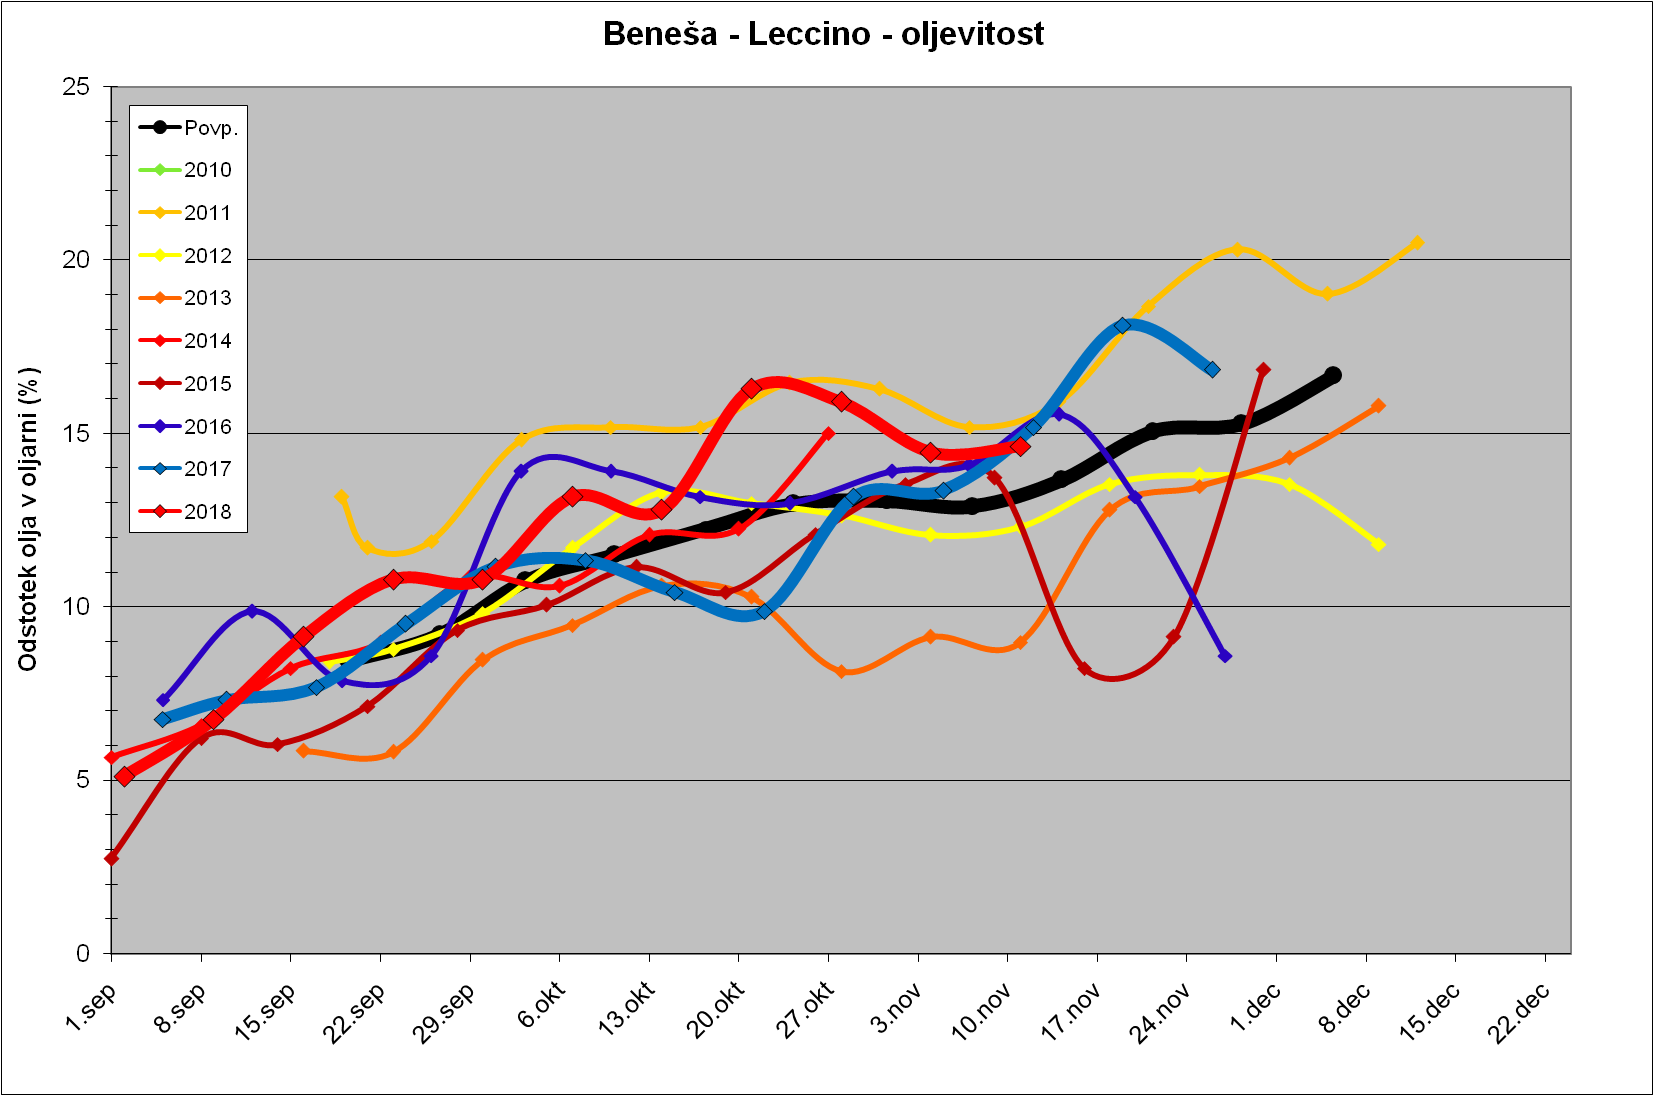 Beneša - Leccino - oljevitost
Odstotek olja v oljarni (%)
25
20
15
10
5
0
Povp.
2010
2011
2012
2013
2014
2015
2016
2017
2018
1.sep
8.sep
15.sep
22.sep
29.sep
6.okt
13.okt
20.okt
27.okt
3.nov
10.nov
17.nov
24.nov
1.dec
8.dec
15.dec
22.dec